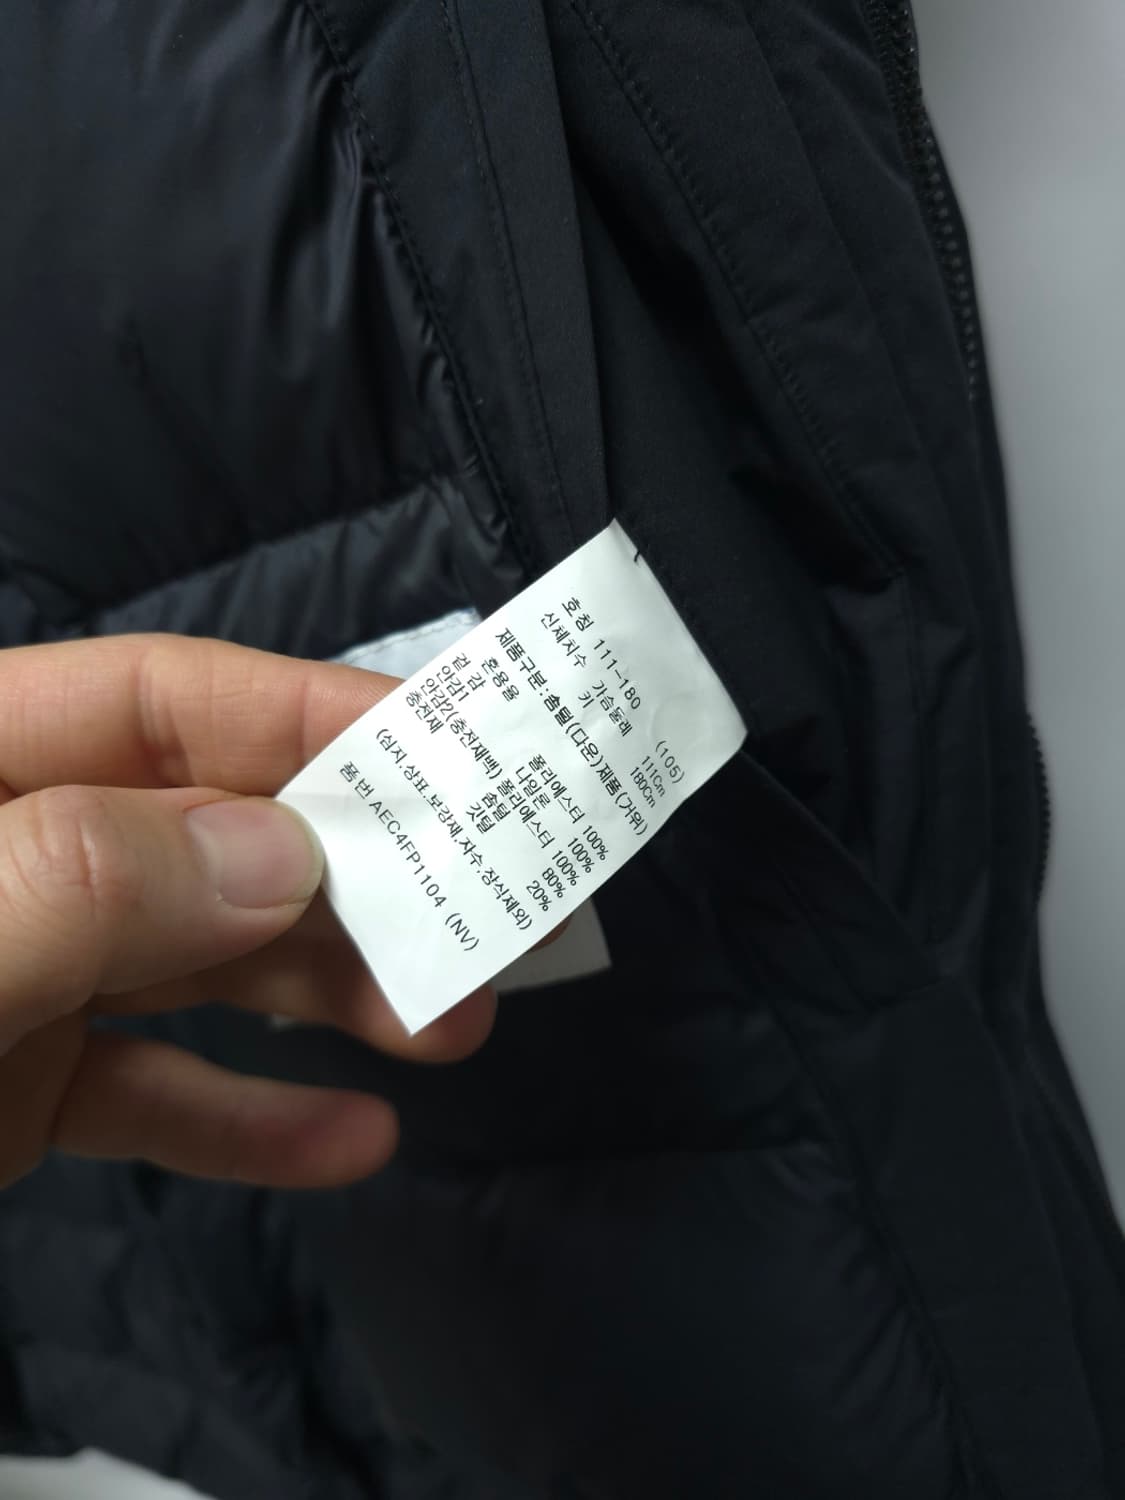 호칭 111-180 (105)
신체치수 가슴둘레 111Cm
키 180Cm
제품구분:솜털(다운)제품(거위)
혼용율
겉감 폴리에스터 100%
안감1 나일론 100%
안감2(충전재백) 폴리에스터 100%
충전재 솜털 80%
깃털 20%
(심지.상표.보강재.자수.장식제외)
품번 AEC4FP1104 (NV)